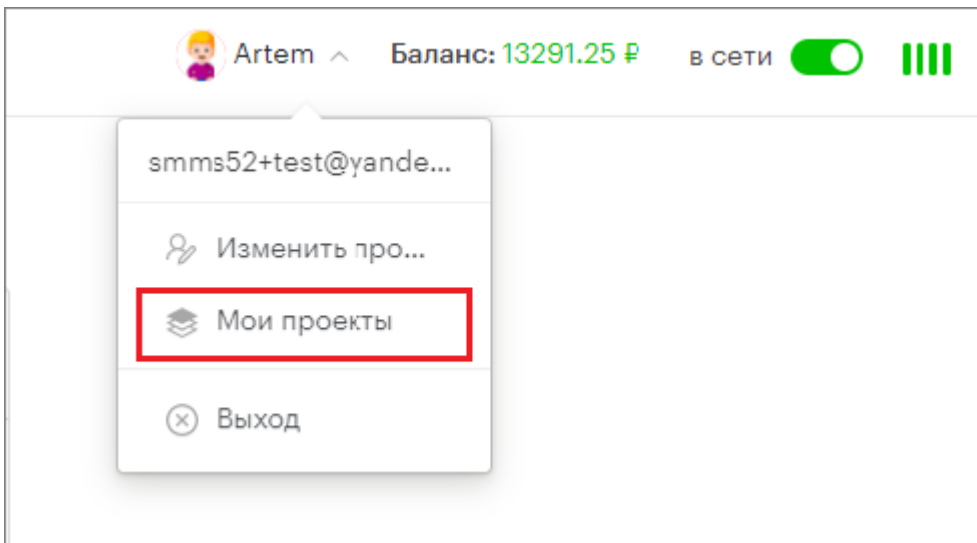 Artem Баланс: 13291.25 ₽ в сети
smms52+test@yande...
Изменить про...
Мои проекты
Выход